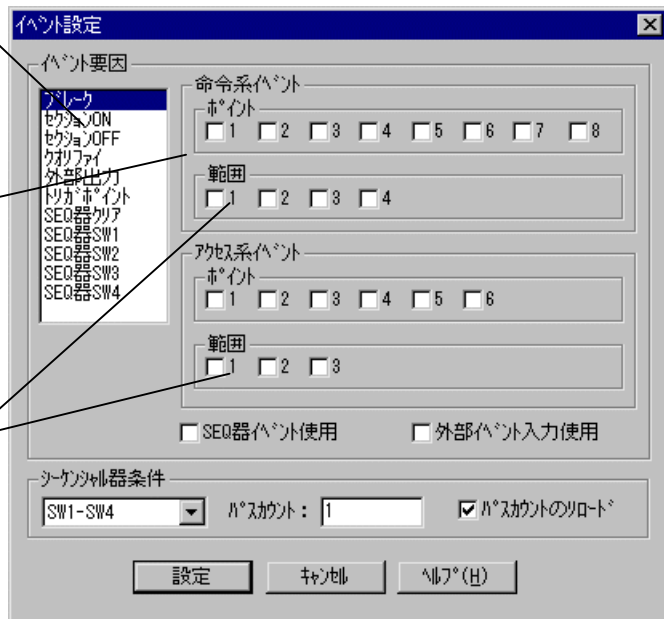 イベント設定
イベント要因
ブレーク
セクションON
セクションOFF
クオリファイ
外部出力
トリガポイント
SEQ器クリア
SEQ器SW1
SEQ器SW2
SEQ器SW3
SEQ器SW4
命令系イベント
ポイント
1 2 3 4 5 6 7 8
範囲
1 2 3 4
アクセス系イベント
ポイント
1 2 3 4 5 6
範囲
1 2 3
SEQ器イベント使用 外部イベント入力使用
シーケンシャル器条件
SW1-SW4 パスカウント: 1 パスカウントのリロード
設定 キャンセル ヘルプ(H)